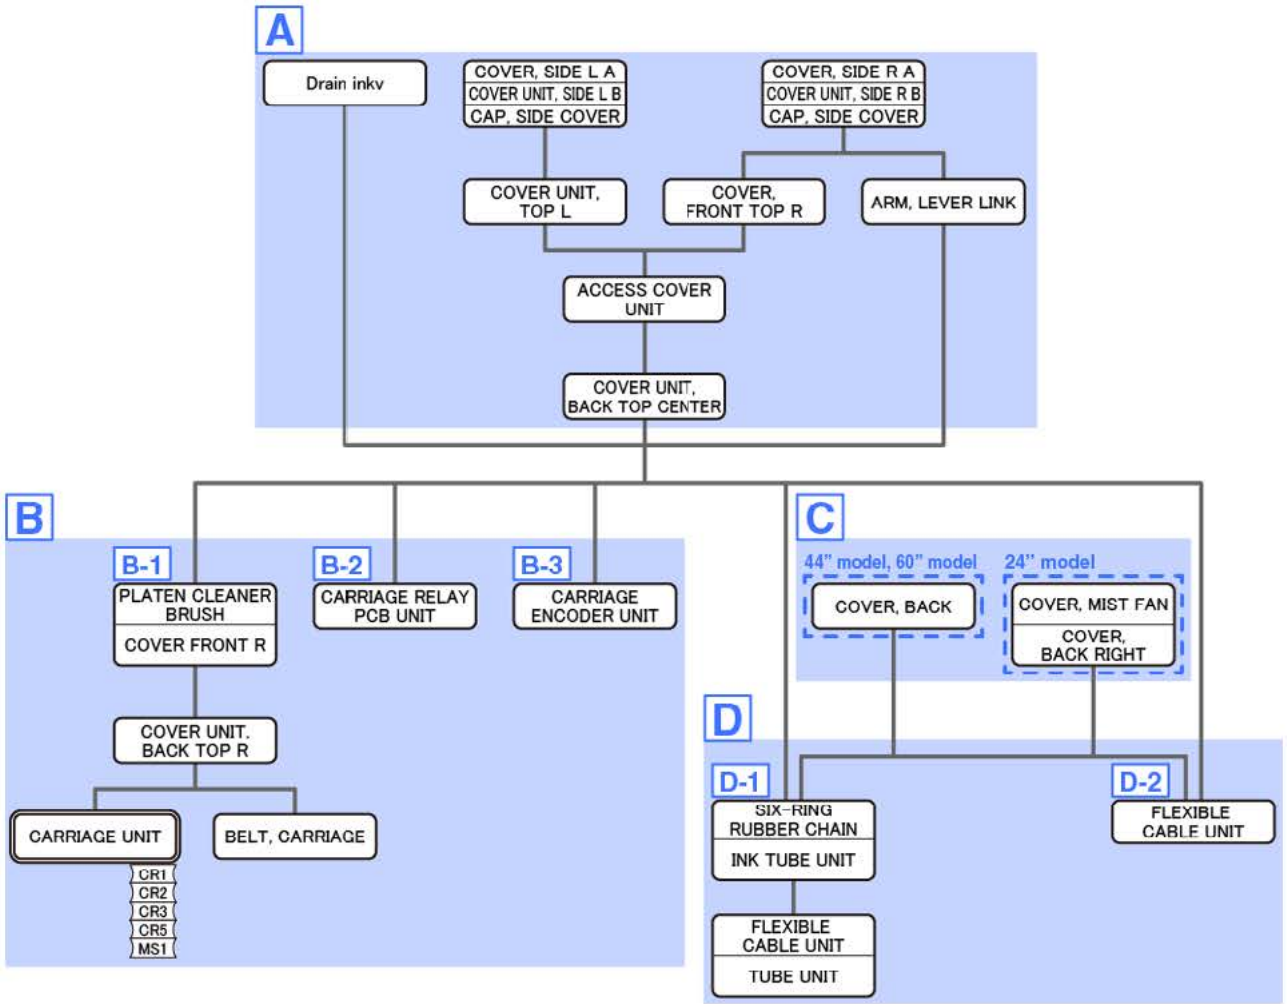 A
Drain inkv
COVER, SIDE L A
COVER UNIT, SIDE L B
CAP, SIDE COVER
COVER, SIDE R A
COVER UNIT, SIDE R B
CAP, SIDE COVER
COVER UNIT,
TOP L
COVER,
FRONT TOP R
ARM, LEVER LINK
ACCESS COVER
UNIT
COVER UNIT,
BACK TOP CENTER
B
B-1
PLATEN CLEANER
BRUSH
COVER FRONT R
B-2
CARRIAGE RELAY
PCB UNIT
B-3
CARRIAGE
ENCODER UNIT
COVER UNIT.
BACK TOP R
CARRIAGE UNIT
CR1
CR2
CR3
CR5
MS1
BELT, CARRIAGE
C
44” model, 60” model
COVER, BACK
24” model
COVER, MIST FAN
COVER,
BACK RIGHT
D
D-1
SIX-RING
RUBBER CHAIN
INK TUBE UNIT
FLEXIBLE
CABLE UNIT
TUBE UNIT
D-2
FLEXIBLE
CABLE UNIT